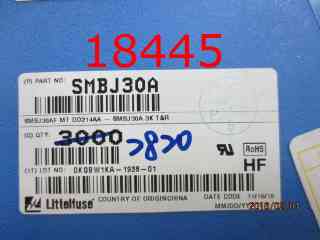 18445
(P) PART NO:
SMBJ30A
SMBJ30AF MT DO214AA - SMBJ30A 3K T&R
(Q) QTY:
3000 2820
RoHS
HF
(1T) LOT NO:
Littelfuse
COUNTRY OF ORIGIN:CHINA
DATE CODE